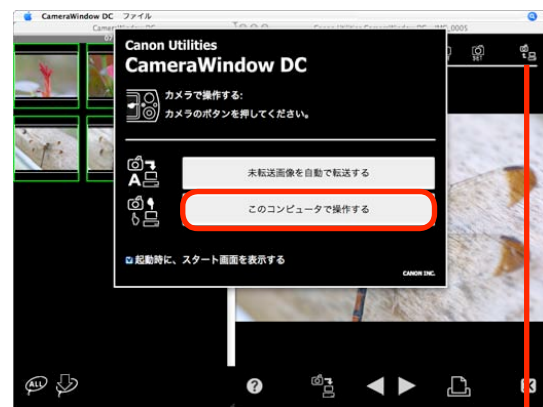 CameraWindow DC ファイル
Canon Utilities
CameraWindow DC
カメラで操作する:
カメラのボタンを押してください。
A
未転送画像を自動で転送する
このコンピュータで操作する
起動時に、スタート画面を表示する
CANON INC.
ALL
?